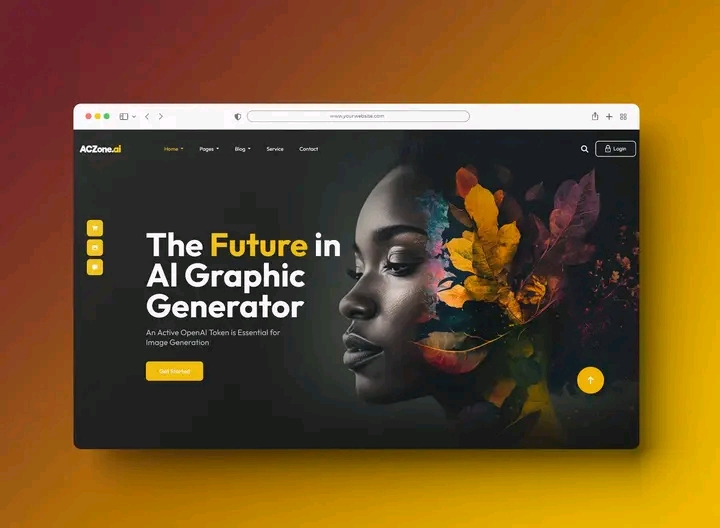 www.yourwebsite.com
ACZone.ai
Home
Pages
Blog
Service
Contact
Login
The Future in
AI Graphic
Generator
An Active OpenAI Token is Essential for
Image Generation
Get Started